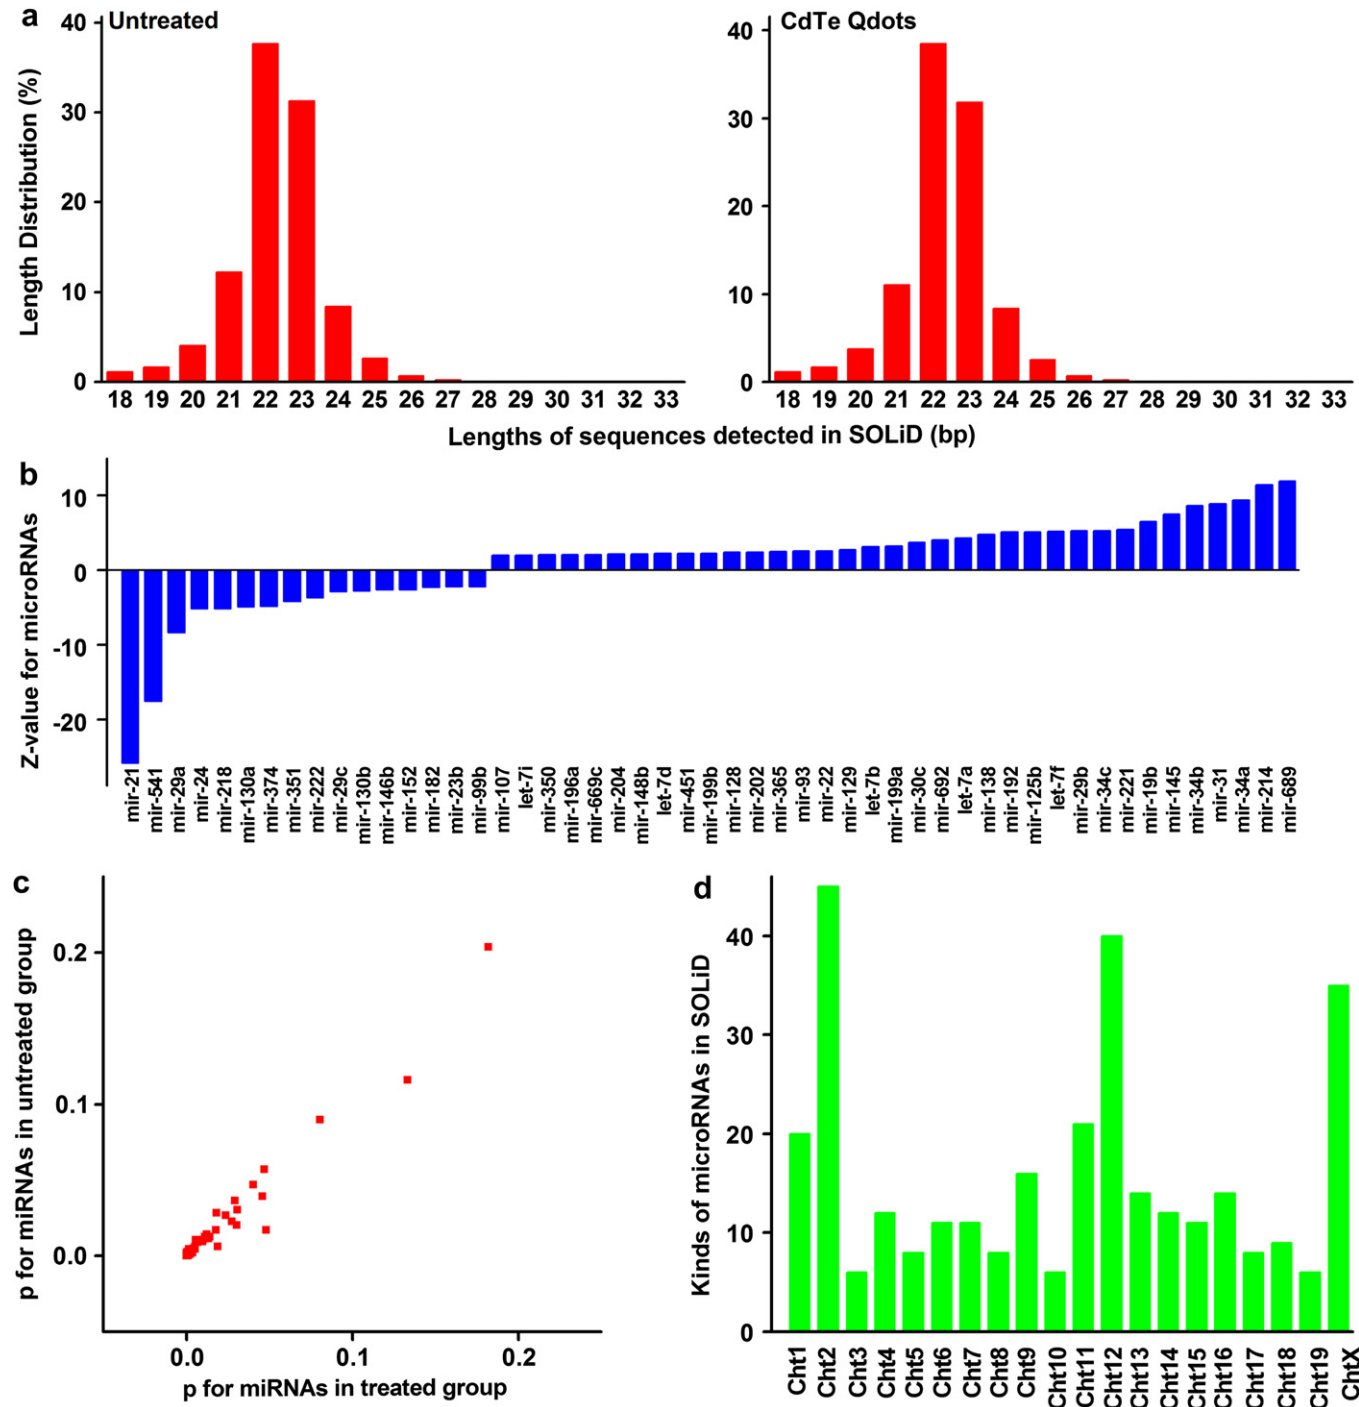 a
Untreated
CdTe Qdots
Length Distribution (%)
40
30
20
10
0
18 19 20 21 22 23 24 25 26 27 28 29 30 31 32 33
40
30
20
10
0
18 19 20 21 22 23 24 25 26 27 28 29 30 31 32 33
Lengths of sequences detected in SOLiD (bp)
b
Z-value for microRNAs
10
0
-10
-20
mir-21
mir-541
mir-29a
mir-24
mir-218
mir-130a
mir-374
mir-351
mir-222
mir-29c
mir-130b
mir-146b
mir-152
mir-182
mir-23b
mir-99b
mir-107
let-7i
mir-350
mir-196a
mir-669c
mir-204
mir-148b
let-7d
mir-451
mir-199b
mir-128
mir-202
mir-365
mir-93
mir-22
mir-129
let-7b
mir-199a
mir-30c
mir-692
let-7a
mir-138
mir-192
mir-125b
let-7f
mir-29b
mir-34c
mir-221
mir-19b
mir-145
mir-34b
mir-31
mir-34a
mir-214
mir-689
c
p for miRNAs in untreated group
0.2
0.1
0.0
0.0 0.1 0.2
p for miRNAs in treated group
d
Kinds of microRNAs in SOLiD
40
30
20
10
0
Cht1
Cht2
Cht3
Cht4
Cht5
Cht6
Cht7
Cht8
Cht9
Cht10
Cht11
Cht12
Cht13
Cht14
Cht15
Cht16
Cht17
Cht18
Cht19
ChtX